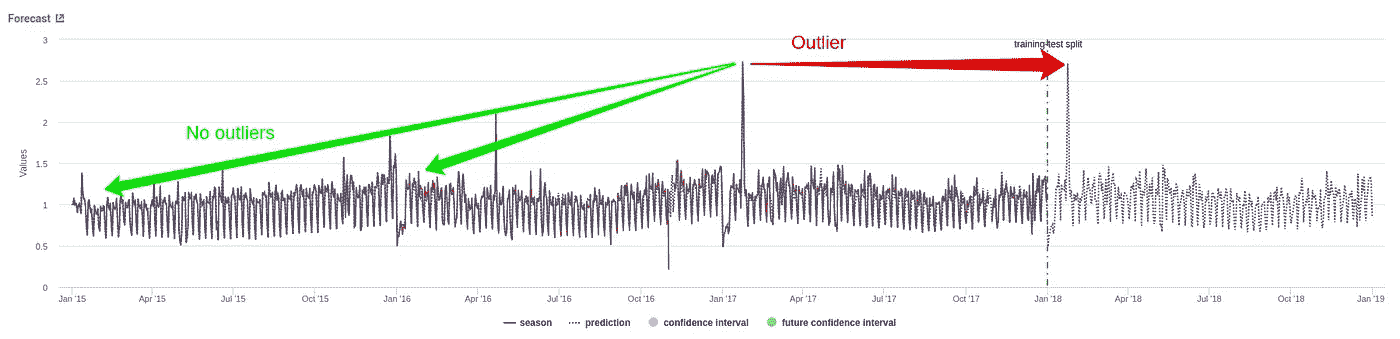 Forecast
Outlier
training-test split
No outliers
Values
3
2.5
2
1.5
1
0.5
0
Jan '15
Apr '15
Jul '15
Oct '15
Jan '16
Apr '16
Jul '16
Oct '16
Jan '17
Apr '17
Jul '17
Oct '17
Jan '18
Apr '18
Jul '18
Oct '18
Jan '19
season
prediction
confidence interval
future confidence interval